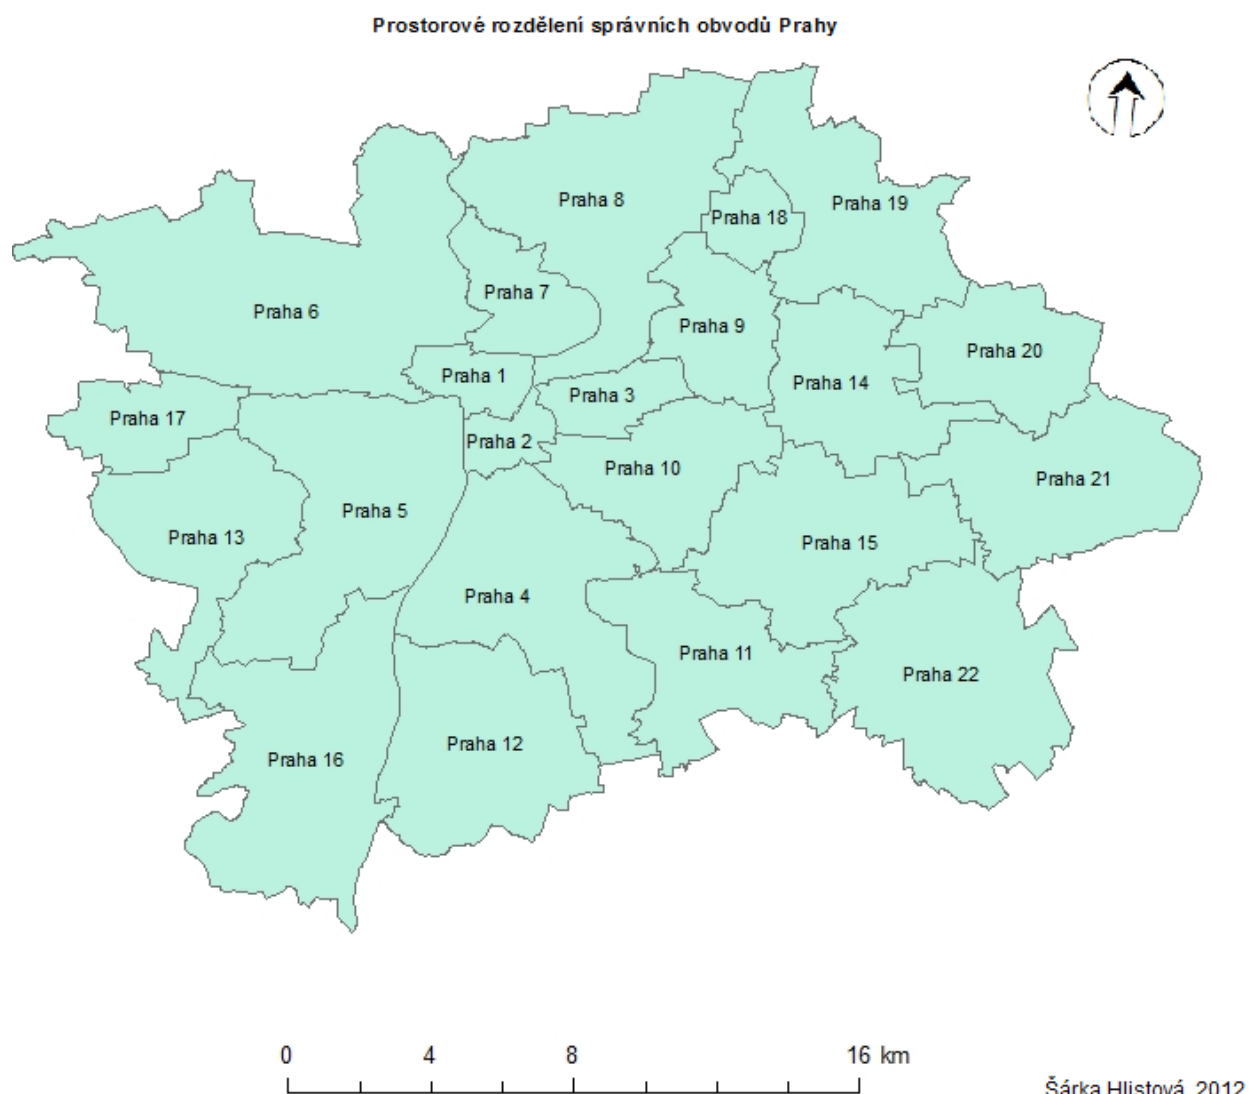 Prostorové rozdělení správních obvodů Prahy
Praha 8
Praha 19
Praha 18
Praha 7
Praha 6
Praha 9
Praha 20
Praha 1
Praha 14
Praha 3
Praha 17
Praha 2
Praha 10
Praha 21
Praha 5
Praha 13
Praha 15
Praha 4
Praha 11
Praha 22
Praha 12
Praha 16
0 4 8 16 km
Šárka Hlistová, 2012